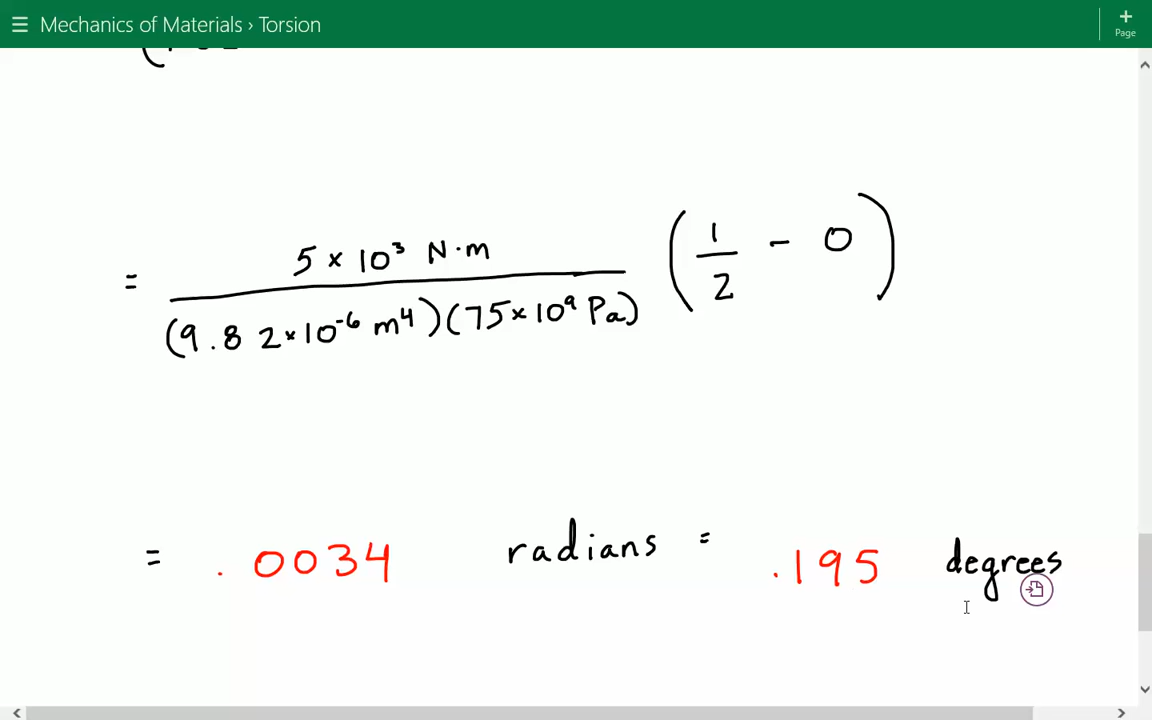 Mechanics of Materials › Torsion
Page
= 5 × 10³ N·m / (9.82×10⁻⁶ m⁴)(75×10⁹ Pa) (1/2 - 0)
= .0034 radians = .195 degrees